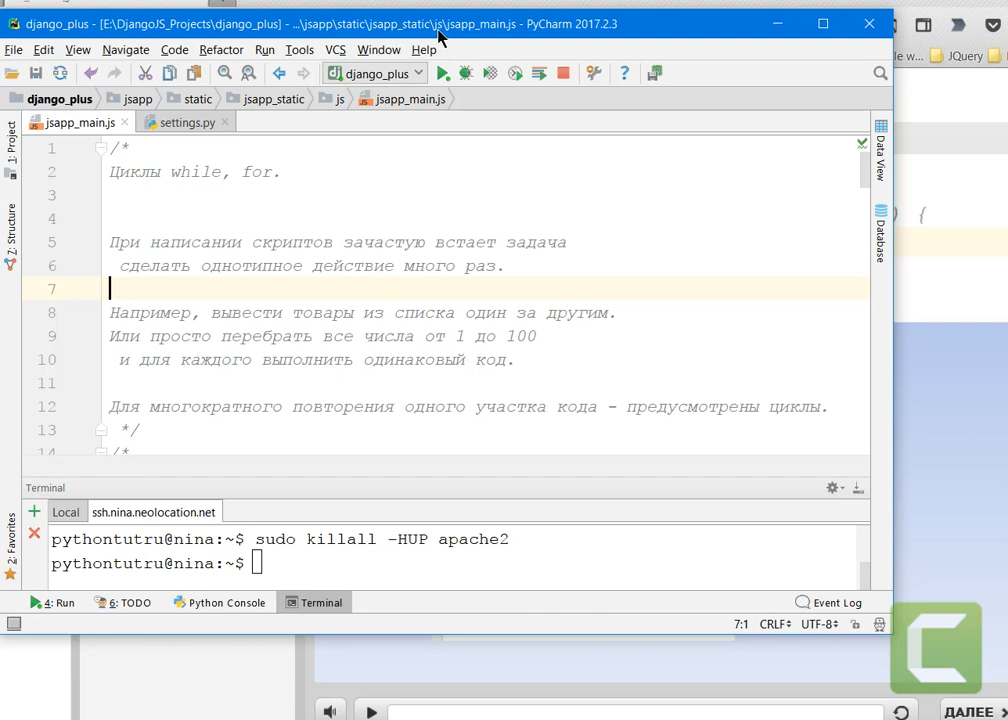 django_plus - [E:\DjangoJS_Projects\django_plus] - ...\jsapp\static\jsapp_static\js\jsapp_main.js - PyCharm 2017.2.3
File Edit View Navigate Code Refactor Run Tools VCS Window Help
JQuery
django_plus
django_plus jsapp static jsapp_static js jsapp_main.js
jsapp_main.js settings.py
1: Project
Z: Structure
2: Favorites
Data View
Database
1 /*
2 Циклы while, for.
3
4
5 При написании скриптов зачастую встает задача
6 сделать однотипное действие много раз.
7
8 Например, вывести товары из списка один за другим.
9 Или просто перебрать все числа от 1 до 100
10 и для каждого выполнить одинаковый код.
11
12 Для многократного повторения одного участка кода - предусмотрены циклы.
13 */
14 /*
) {
Terminal
Local ssh.nina.neolocation.net
pythontutru@nina:~$ sudo killall -HUP apache2
pythontutru@nina:~$
4: Run 6: TODO Python Console Terminal Event Log
7:1 CRLF UTF-8
ДАЛЕЕ